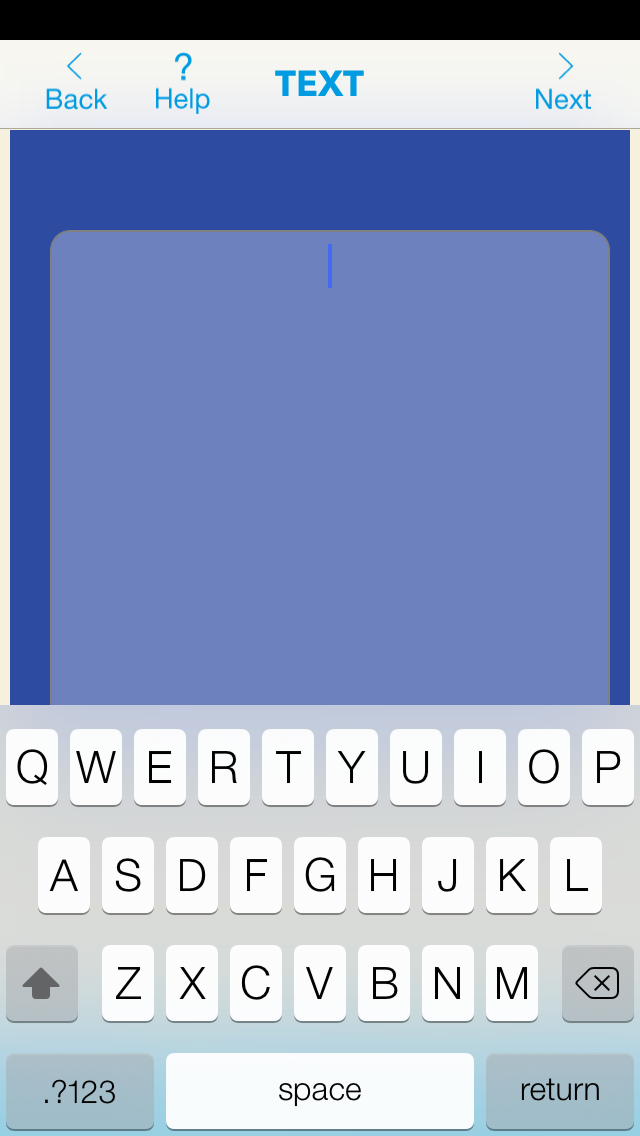 ? TEXT
Back Help Next
Q W E R T Y U I O P
A S D F G H J K L
Z X C V B N M
.?123 space return